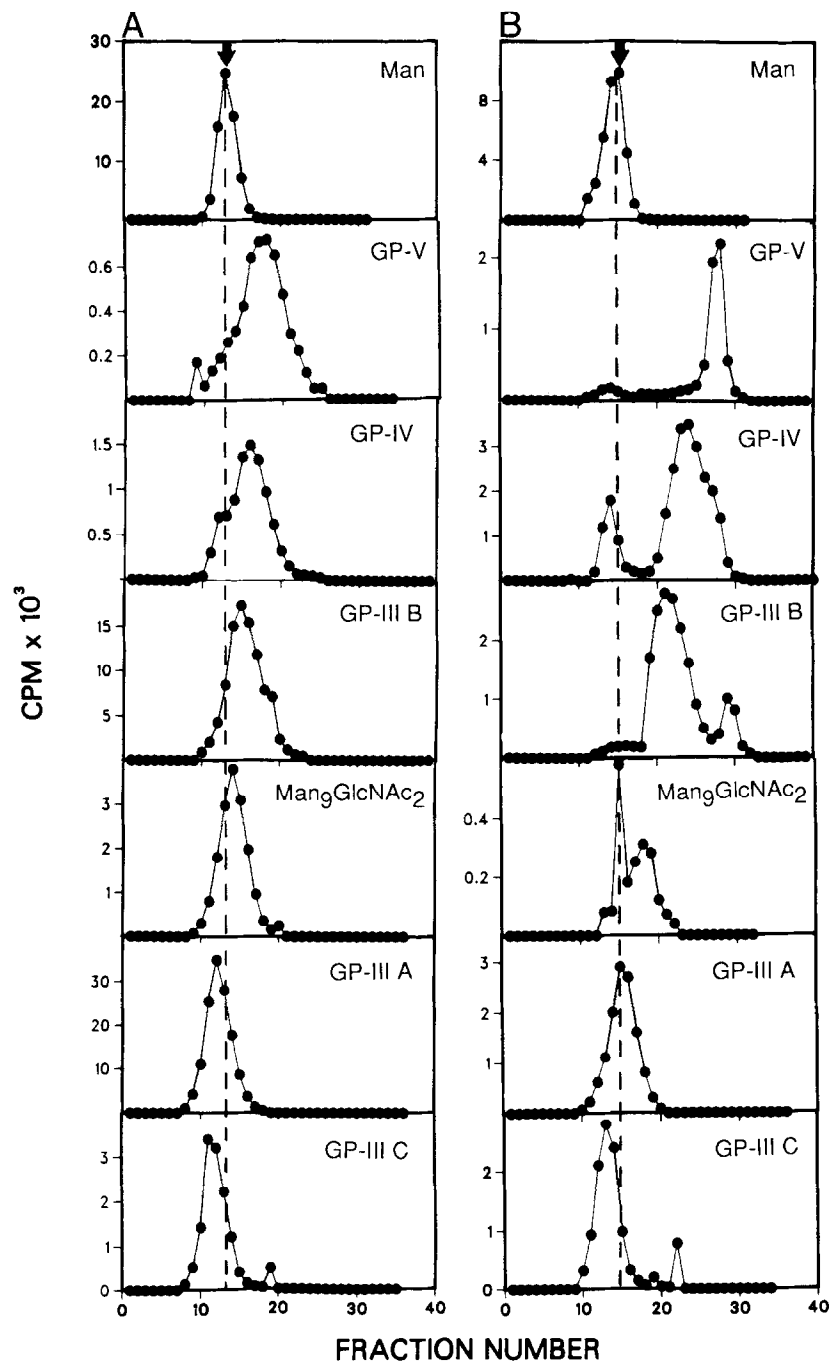 A
B
30
20
10
Man
8
4
Man
0.6
0.4
0.2
GP-V
2
1
GP-V
1.5
1
0.5
GP-IV
3
2
1
GP-IV
15
10
5
GP-III B
2
1
GP-III B
3
2
1
Man9GlcNAc2
0.4
0.2
Man9GlcNAc2
30
20
10
GP-III A
3
2
1
GP-III A
3
2
1
0
GP-III C
2
1
0
GP-III C
0 10 20 30 40
0 10 20 30 40
CPM x 10³
FRACTION NUMBER